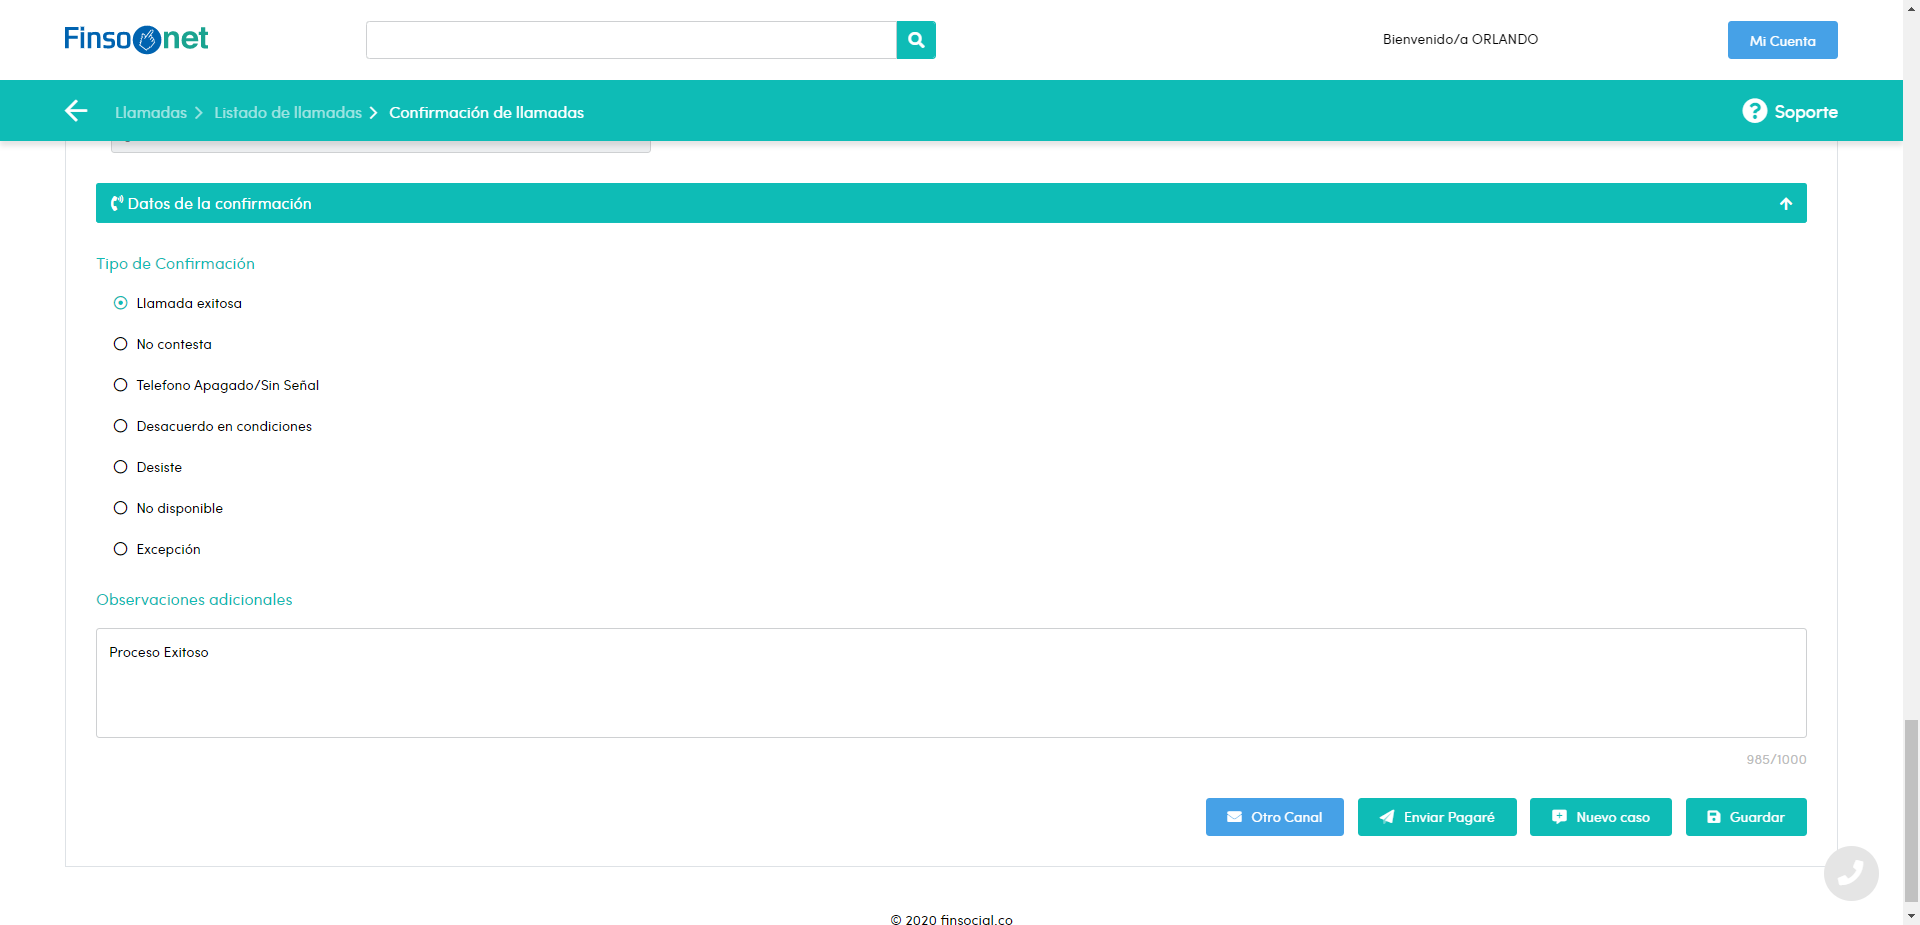 Finsonet
Bienvenido/a ORLANDO
Mi Cuenta
Llamadas
Listado de llamadas
Confirmación de llamadas
Soporte
Datos de la confirmación
Tipo de Confirmación
Llamada exitosa
No contesta
Telefono Apagado/Sin Señal
Desacuerdo en condiciones
Desiste
No disponible
Excepción
Observaciones adicionales
Proceso Exitoso
985/1000
Otro Canal
Enviar Pagaré
Nuevo caso
Guardar
© 2020 finsocial.co